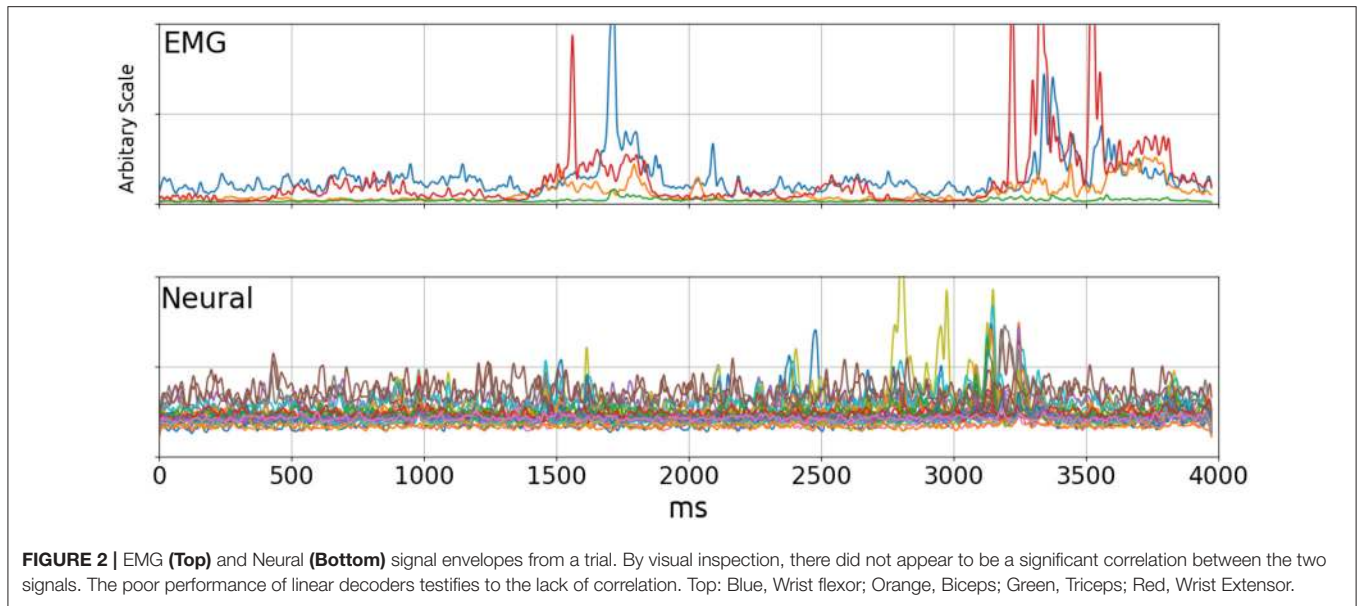 EMG
Arbitary Scale
Neural
0 500 1000 1500 2000 2500 3000 3500 4000
ms
FIGURE 2 | EMG (Top) and Neural (Bottom) signal envelopes from a trial. By visual inspection, there did not appear to be a significant correlation between the two
signals. The poor performance of linear decoders testifies to the lack of correlation. Top: Blue, Wrist flexor; Orange, Biceps; Green, Triceps; Red, Wrist Extensor.